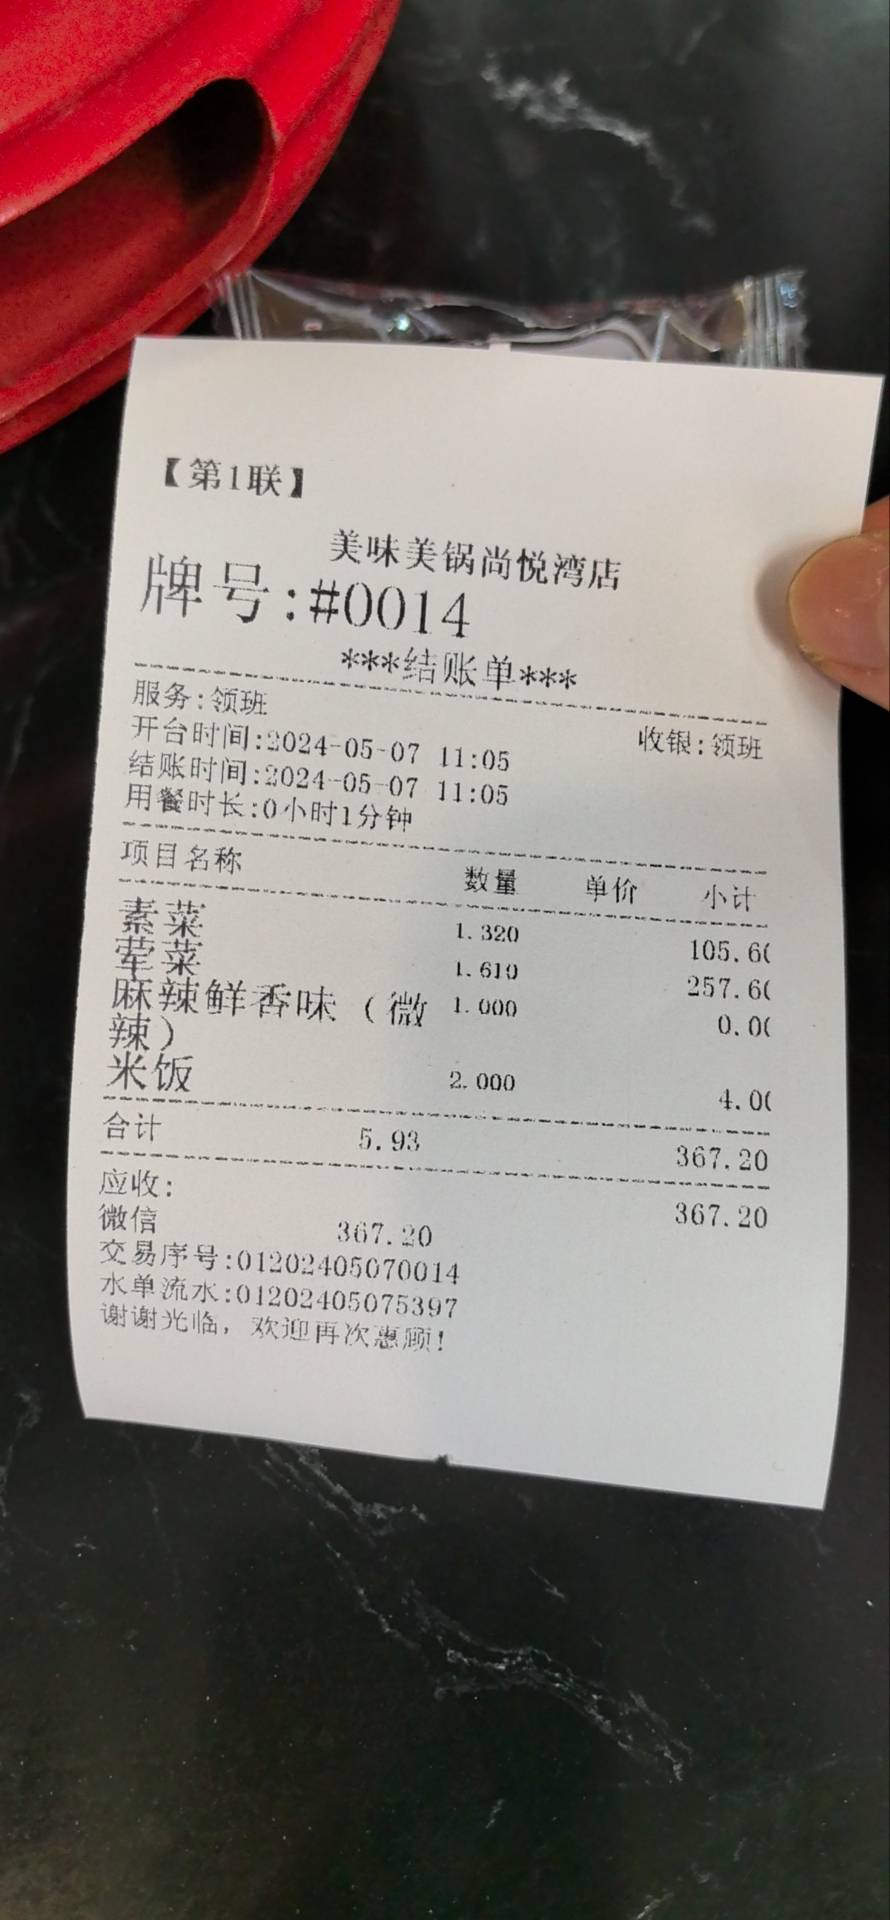 【第1联】
美味美锅尚悦湾店
牌号:#0014
***结账单***
服务:领班 收银:领班
开台时间:2024-05-07 11:05
结账时间:2024-05-07 11:05
用餐时长:0小时1分钟
项目名称 数量 单价 小计
素菜 1.320 105.60
荤菜 1.610 257.60
麻辣鲜香味（微 1.000 0.00
辣）
米饭 2.000 4.00
合计 5.93 367.20
应收: 367.20
微信 367.20
交易序号:01202405070014
水单流水:01202405075397
谢谢光临，欢迎再次惠顾!